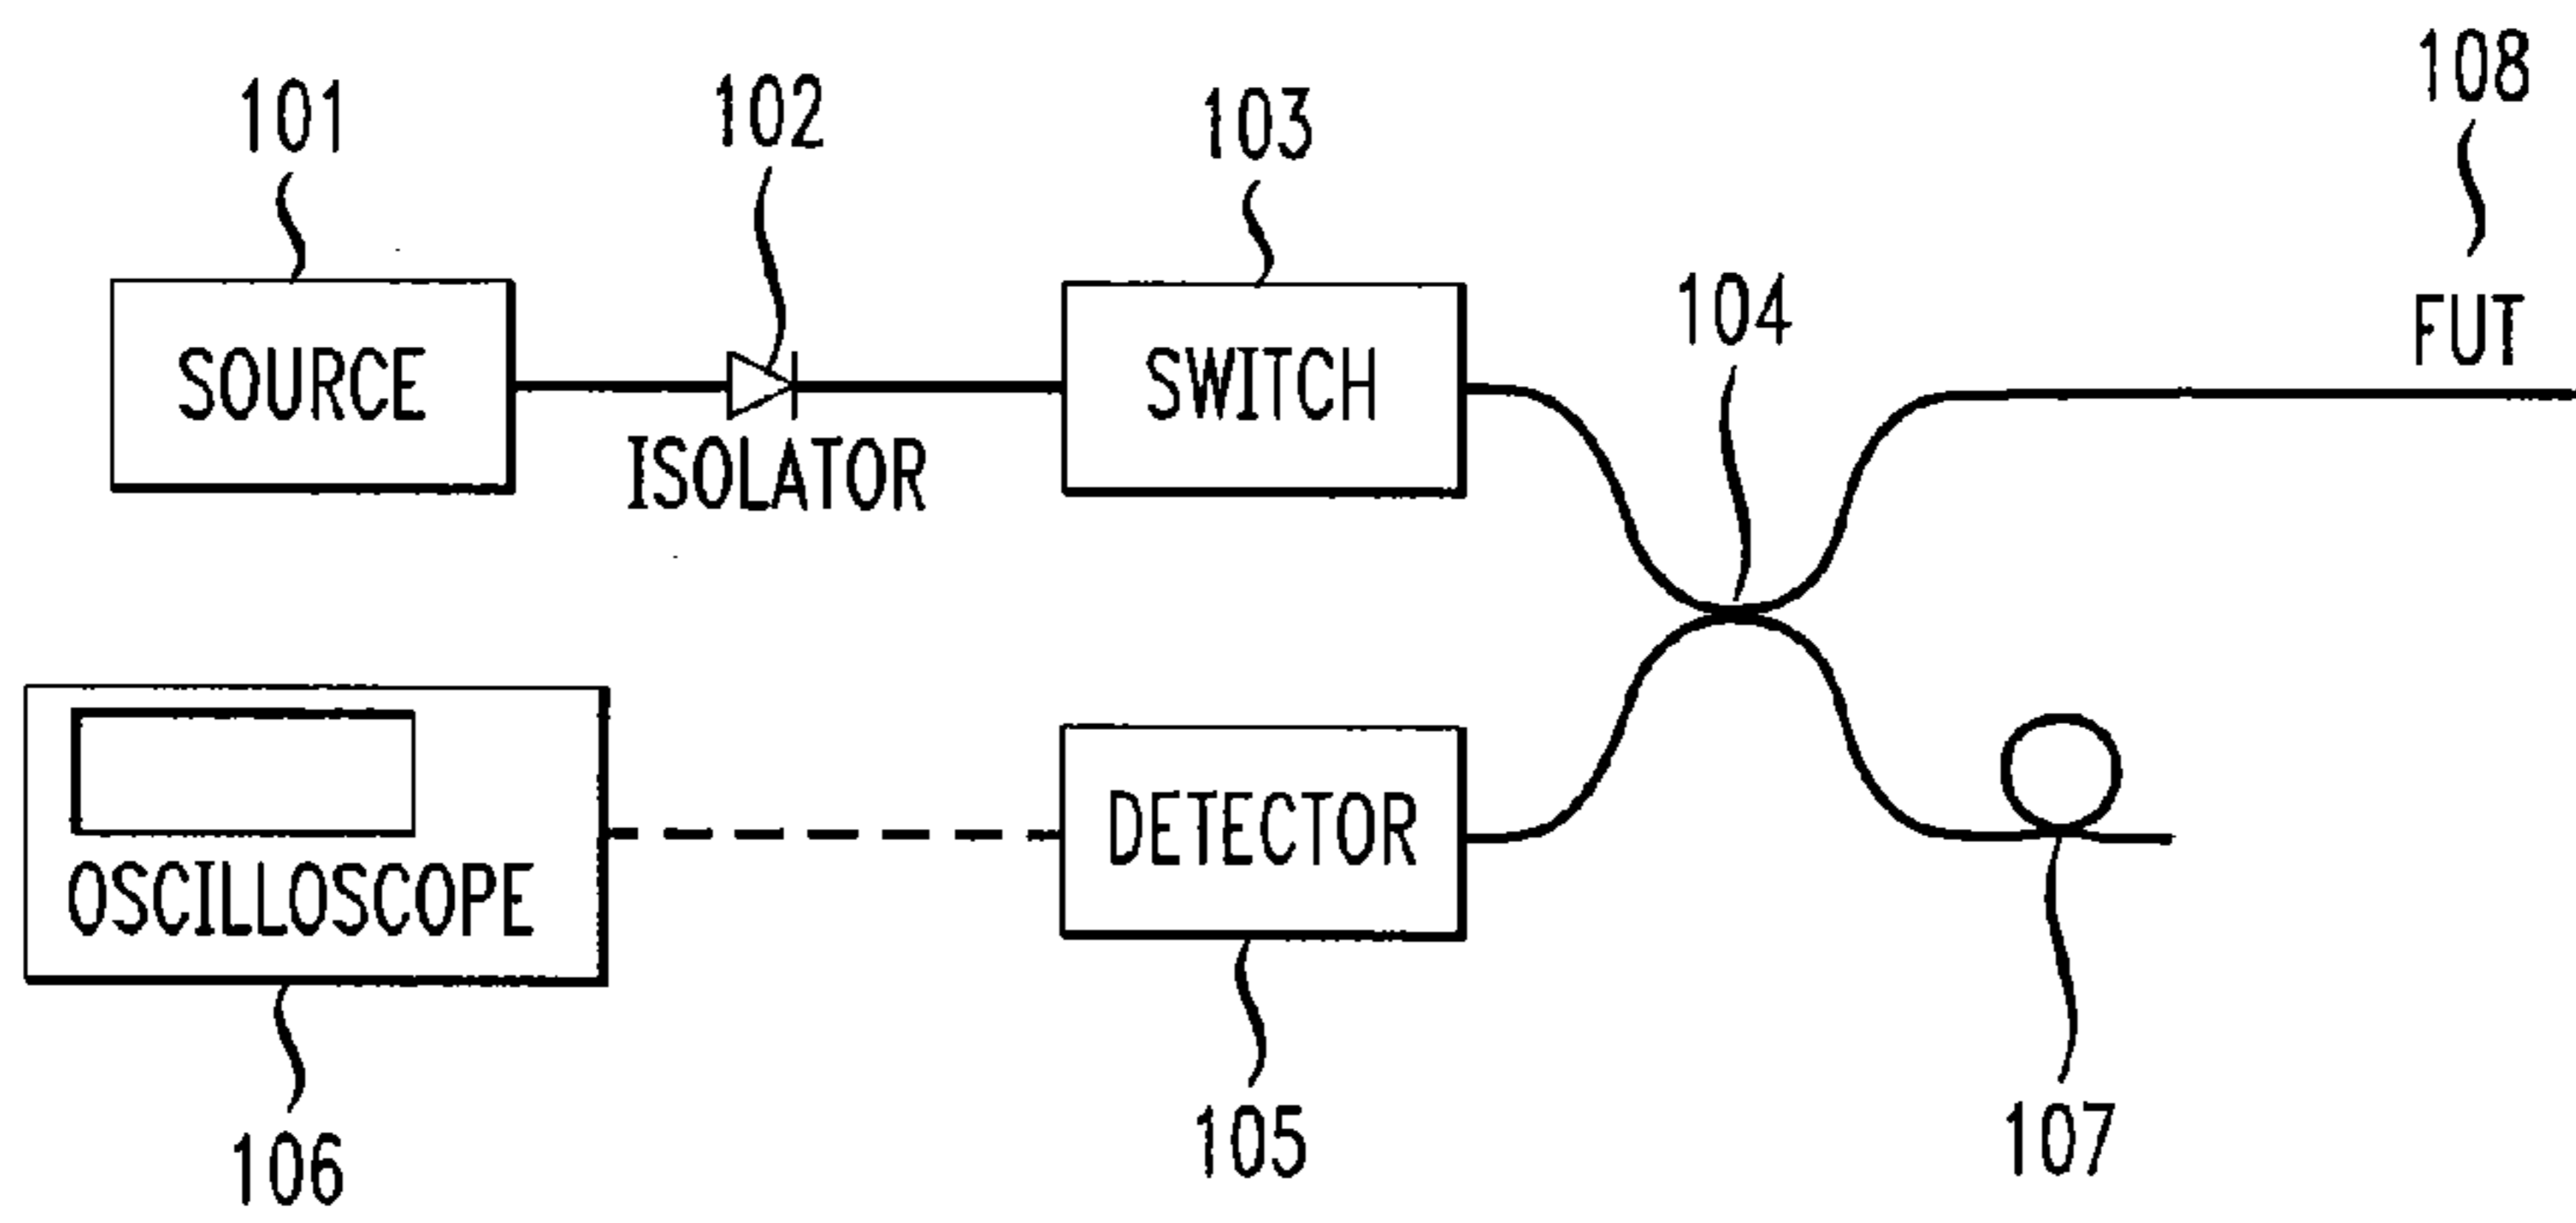 101
102
103
104
108
SOURCE
ISOLATOR
SWITCH
FUT
OSCILLOSCOPE
DETECTOR
106
105
107